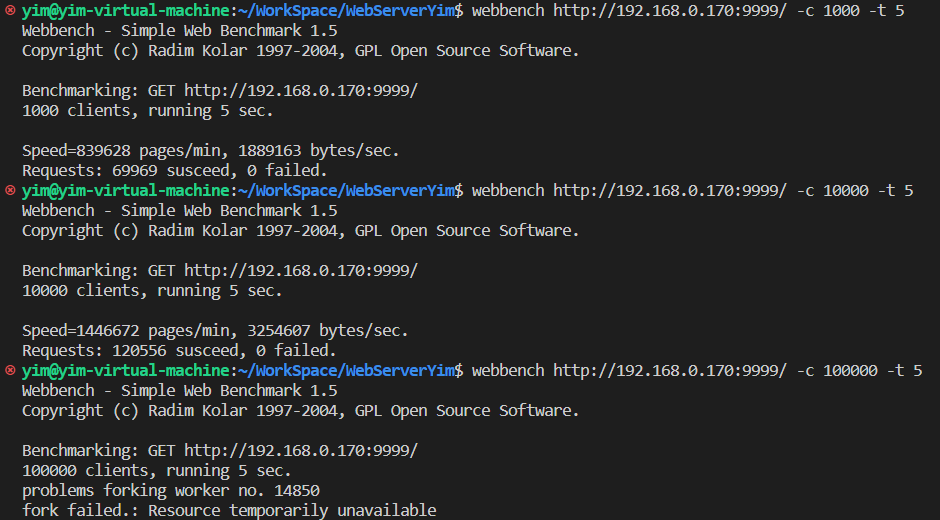 yim@yim-virtual-machine:~/WorkSpace/WebServerYim$ webbench http://192.168.0.170:9999/ -c 1000 -t 5
Webbench - Simple Web Benchmark 1.5
Copyright (c) Radim Kolar 1997-2004, GPL Open Source Software.

Benchmarking: GET http://192.168.0.170:9999/
1000 clients, running 5 sec.

Speed=839628 pages/min, 1889163 bytes/sec.
Requests: 69969 susceed, 0 failed.
yim@yim-virtual-machine:~/WorkSpace/WebServerYim$ webbench http://192.168.0.170:9999/ -c 10000 -t 5
Webbench - Simple Web Benchmark 1.5
Copyright (c) Radim Kolar 1997-2004, GPL Open Source Software.

Benchmarking: GET http://192.168.0.170:9999/
10000 clients, running 5 sec.

Speed=1446672 pages/min, 3254607 bytes/sec.
Requests: 120556 susceed, 0 failed.
yim@yim-virtual-machine:~/WorkSpace/WebServerYim$ webbench http://192.168.0.170:9999/ -c 100000 -t 5
Webbench - Simple Web Benchmark 1.5
Copyright (c) Radim Kolar 1997-2004, GPL Open Source Software.

Benchmarking: GET http://192.168.0.170:9999/
100000 clients, running 5 sec.
problems forking worker no. 14850
fork failed.: Resource temporarily unavailable